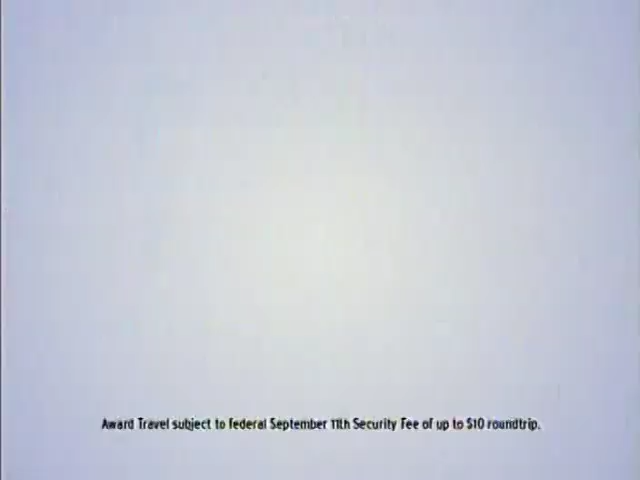 Award Travel subject to federal September 11th Security Fee of up to $10 roundtrip.